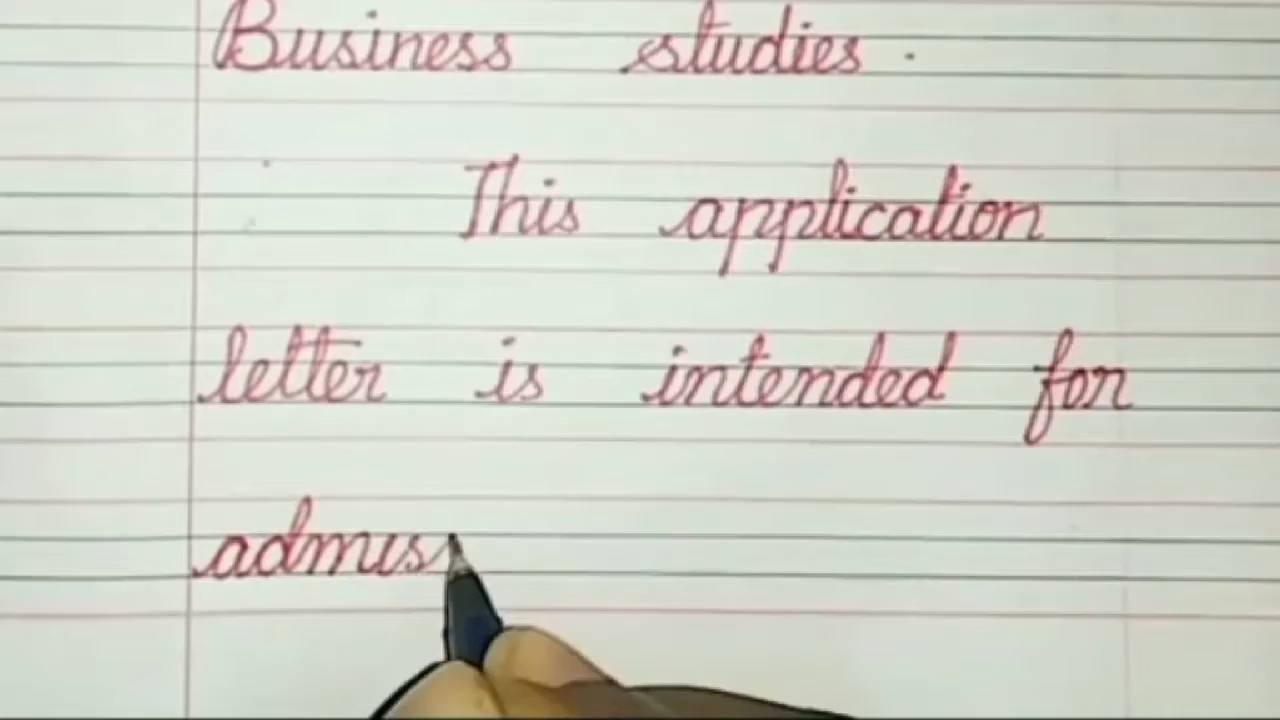 Business studies.
This application
letter is intended for
admis